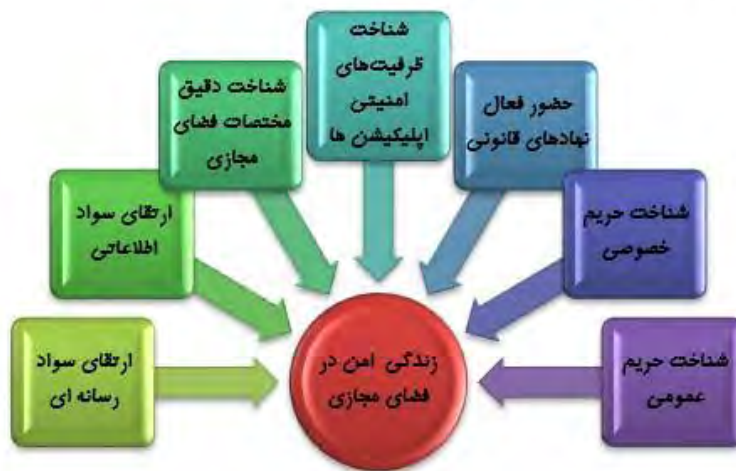 شناخت
ظرفیت‌های
امنیتی
اپلیکیشن ها
حضور فعال
نهادهای قانونی
شناخت دقیق
مختصات فضای
مجازی
شناخت حریم
خصوصی
ارتقای سواد
اطلاعاتی
شناخت حریم
عمومی
زندگی امن در
فضای مجازی
ارتقای سواد
رسانه ای